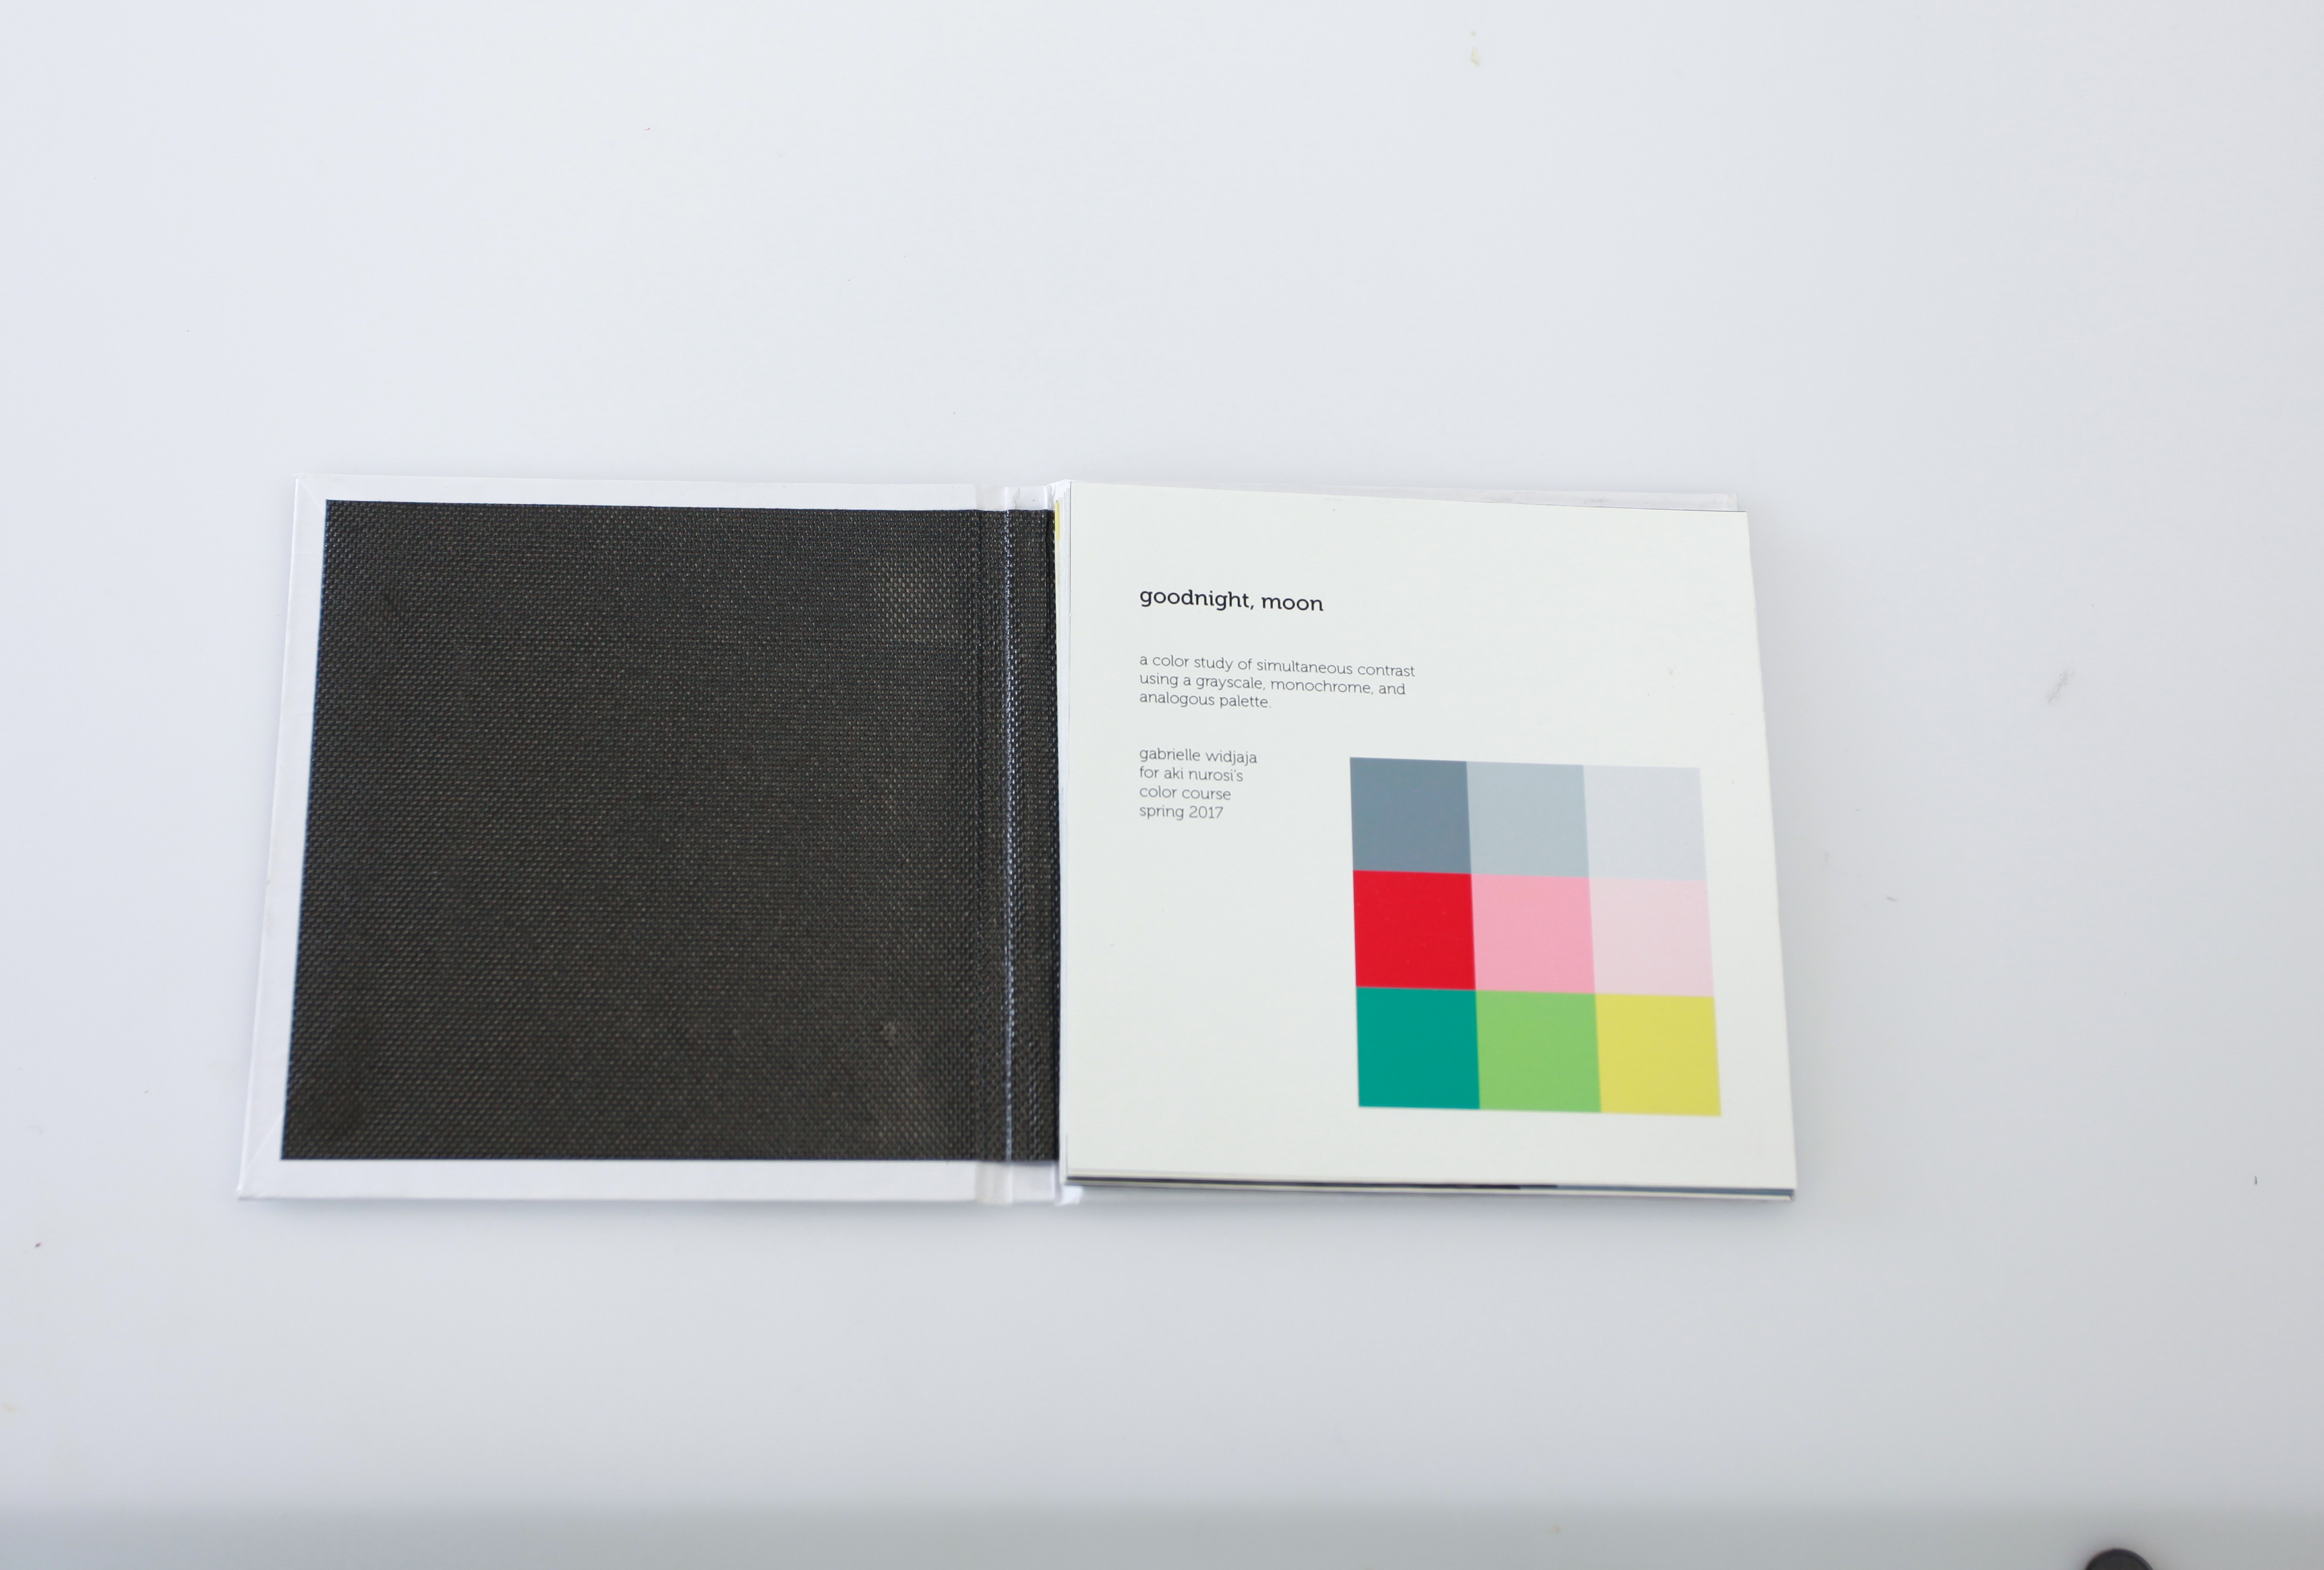 goodnight, moon
a color study of simultaneous contrast
using a grayscale, monochrome, and
analogous palette.
gabrielle widjaja
for aki nurosi's
color course
spring 2017